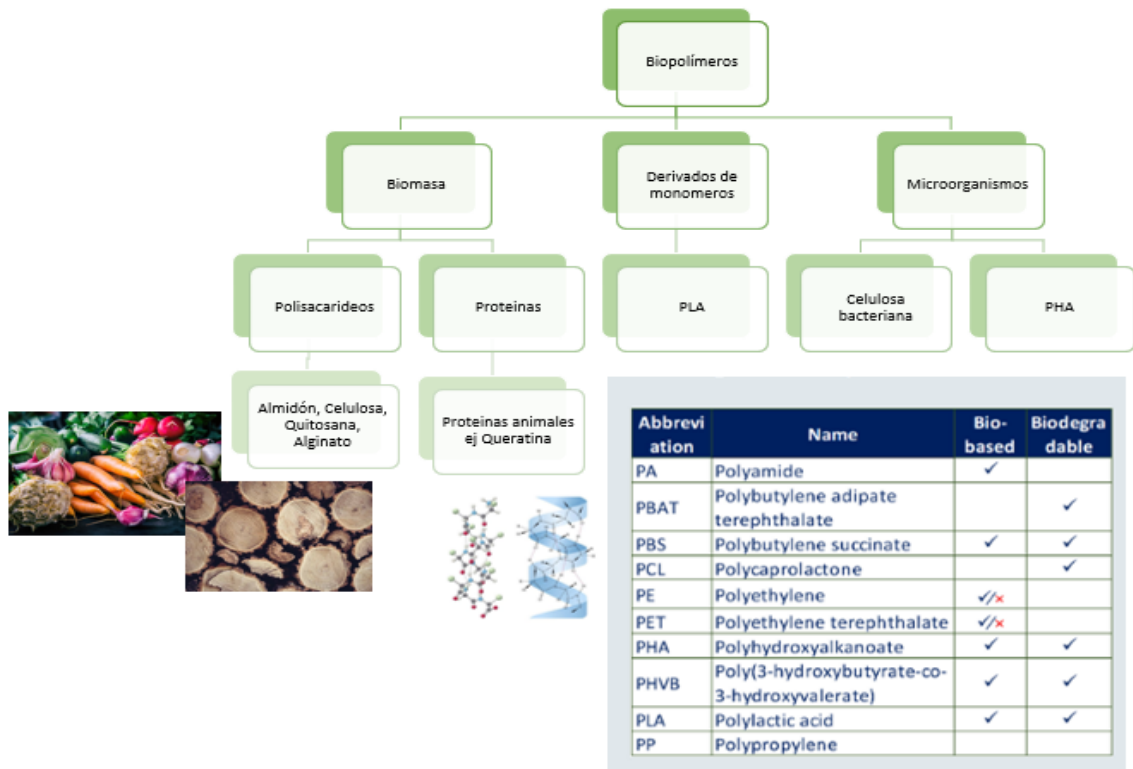 Biopolímeros
Biomasa
Derivados de
monomeros
Microorganismos
Polisacarideos
Proteinas
PLA
Celulosa
bacteriana
PHA
Almidón, Celulosa,
Quitosana,
Alginato
Proteinas animales
ej Queratina
Abbrevi
ation
Name
Bio-
based
Biodegra
dable
PA Polyamide ✓
PBAT Polybutylene adipate
terephthalate ✓
PBS Polybutylene succinate ✓ ✓
PCL Polycaprolactone ✓
PE Polyethylene ✓/×
PET Polyethylene terephthalate ✓/×
PHA Polyhydroxyalkanoate ✓ ✓
PHVB Poly(3-hydroxybutyrate-co-
3-hydroxyvalerate) ✓ ✓
PLA Polylactic acid ✓ ✓
PP Polypropylene